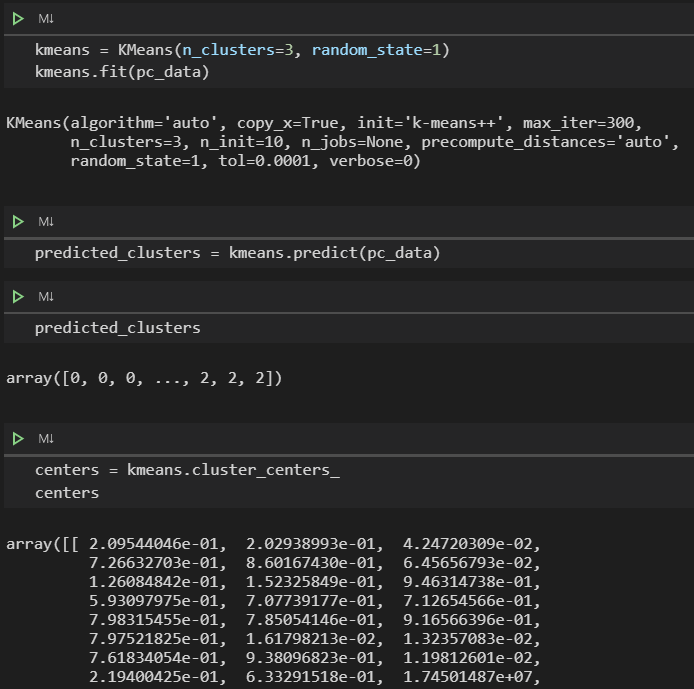 M↓
kmeans = KMeans(n_clusters=3, random_state=1)
kmeans.fit(pc_data)
KMeans(algorithm='auto', copy_x=True, init='k-means++', max_iter=300,
n_clusters=3, n_init=10, n_jobs=None, precompute_distances='auto',
random_state=1, tol=0.0001, verbose=0)
M↓
predicted_clusters = kmeans.predict(pc_data)
M↓
predicted_clusters
array([0, 0, 0, ..., 2, 2, 2])
M↓
centers = kmeans.cluster_centers_
centers
array([[ 2.09544046e-01, 2.02938993e-01, 4.24720309e-02,
7.26632703e-01, 8.60167430e-01, 6.45656793e-02,
1.26084842e-01, 1.52325849e-01, 9.46314738e-01,
5.93097975e-01, 7.07739177e-01, 7.12654566e-01,
7.98315455e-01, 7.85054146e-01, 9.16566396e-01,
7.97521825e-01, 1.61798213e-02, 1.32357083e-02,
7.61834054e-01, 9.38096823e-01, 1.19812601e-02,
2.19400425e-01, 6.33291518e-01, 1.74501487e+07,